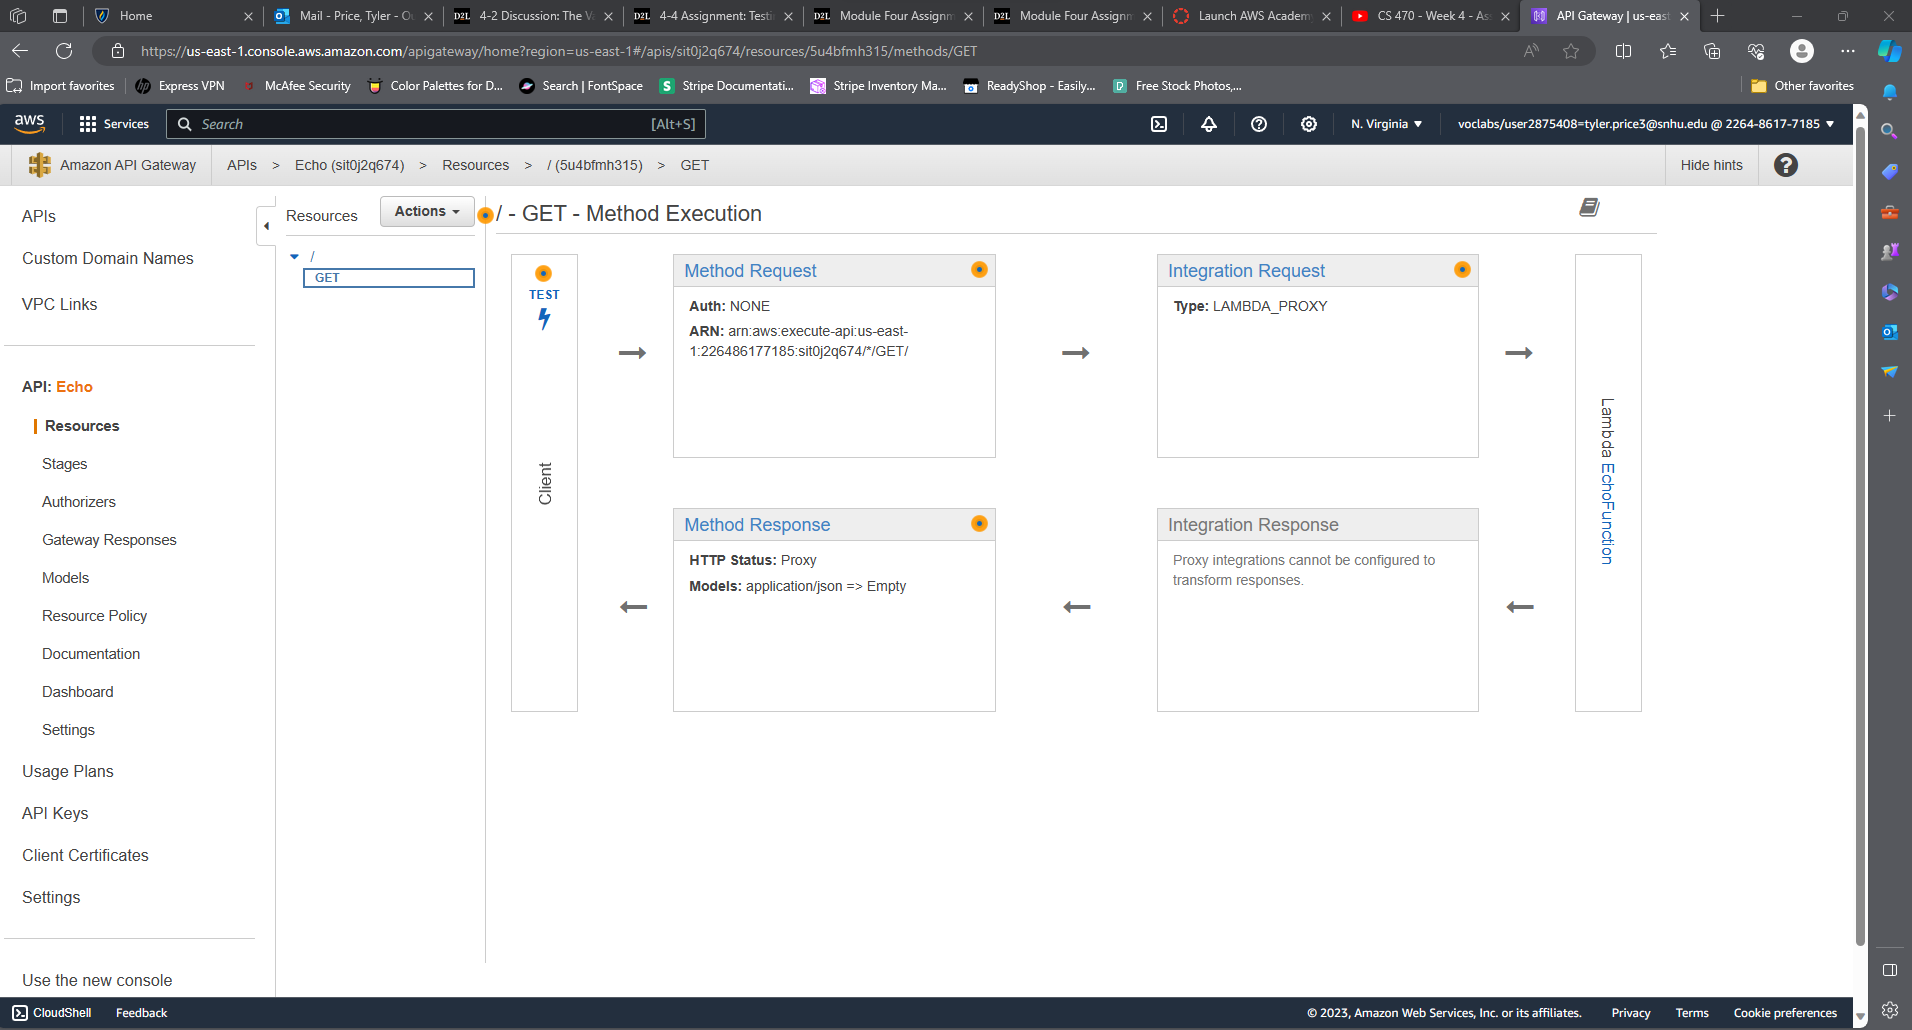 Home
Mail - Price, Tyler - Ou
4-2 Discussion: The Va
4-4 Assignment: Testi
Module Four Assignm
Module Four Assignm
Launch AWS Academ
CS 470 - Week 4 - As
API Gateway | us-east
https://us-east-1.console.aws.amazon.com/apigateway/home?region=us-east-1#/apis/sit0j2q674/resources/5u4bfmh315/methods/GET
Import favorites
Express VPN
McAfee Security
Color Palettes for D...
Search | FontSpace
Stripe Documentati...
Stripe Inventory Ma...
ReadyShop - Easily...
Free Stock Photos,...
Other favorites
aws
Services
Search
[Alt+S]
N. Virginia
voclabs/user2875408=tyler.price3@snhu.edu @ 2264-8617-7185
Amazon API Gateway
APIs > Echo (sit0j2q674) > Resources > / (5u4bfmh315) > GET
Hide hints
APIs
Custom Domain Names
VPC Links
API: Echo
Resources
Stages
Authorizers
Gateway Responses
Models
Resource Policy
Documentation
Dashboard
Settings
Usage Plans
API Keys
Client Certificates
Settings
Use the new console
Resources
Actions
/
GET
/ - GET - Method Execution
TEST
Client
Method Request
Auth: NONE
ARN: arn:aws:execute-api:us-east-
1:226486177185:sit0j2q674/*/GET/
Integration Request
Type: LAMBDA_PROXY
Lambda EchoFunction
Method Response
HTTP Status: Proxy
Models: application/json => Empty
Integration Response
Proxy integrations cannot be configured to
transform responses.
CloudShell
Feedback
© 2023, Amazon Web Services, Inc. or its affiliates.
Privacy
Terms
Cookie preferences